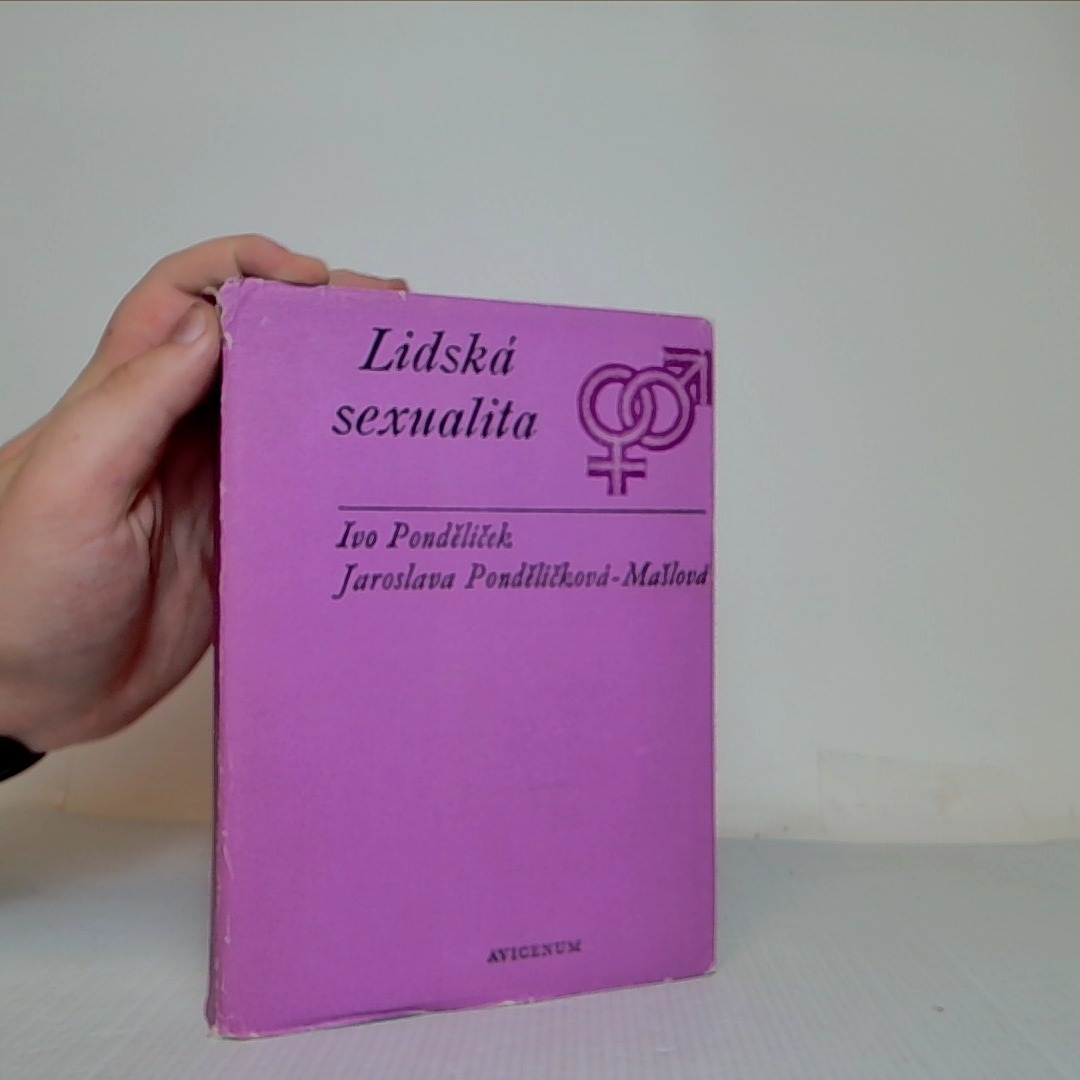 Lidská
sexualita
Ivo Pondělíček
Jaroslava Pondělíčková-Mašlová
AVICENUM